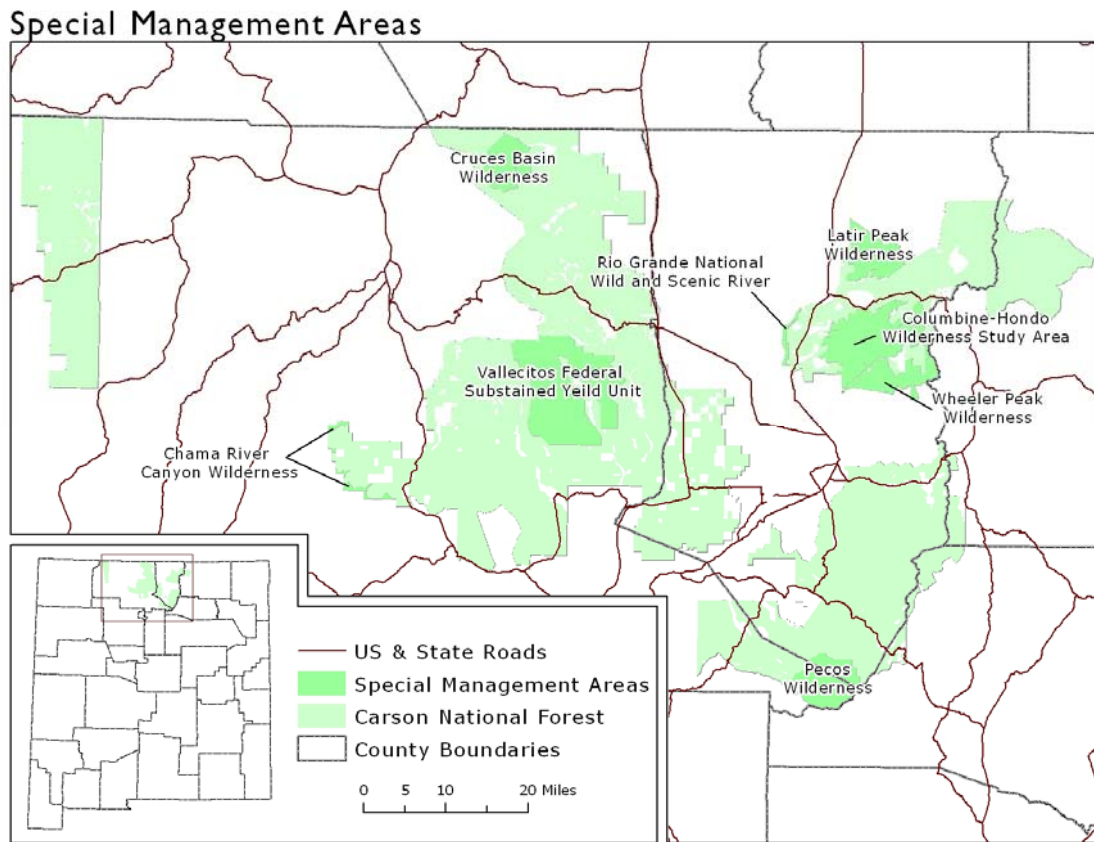 Special Management Areas
Cruces Basin
Wilderness
Latir Peak
Wilderness
Rio Grande National
Wild and Scenic River
Columbine-Hondo
Wilderness Study Area
Vallecitos Federal
Substained Yeild Unit
Wheeler Peak
Wilderness
Chama River
Canyon Wilderness
Pecos
Wilderness
US & State Roads
Special Management Areas
Carson National Forest
County Boundaries
0 5 10 20 Miles